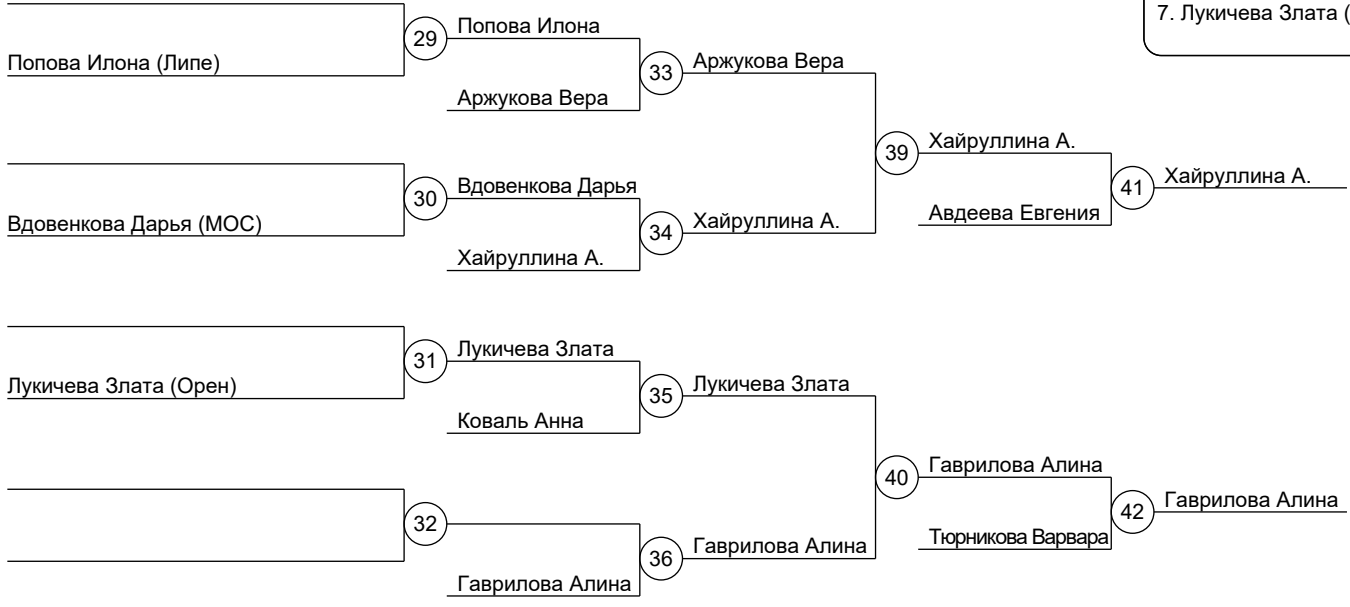 7. Лукичева Злата (
29
Попова Илона
Попова Илона (Липе)
33
Аржукова Вера
Аржукова Вера
39
Хайруллина А.
30
Вдовенкова Дарья
41
Хайруллина А.
Вдовенкова Дарья (МОС)
34
Хайруллина А.
Авдеева Евгения
Хайруллина А.
31
Лукичева Злата
Лукичева Злата (Орен)
35
Лукичева Злата
Коваль Анна
40
Гаврилова Алина
32
42
Гаврилова Алина
36
Гаврилова Алина
Тюрникова Варвара
Гаврилова Алина